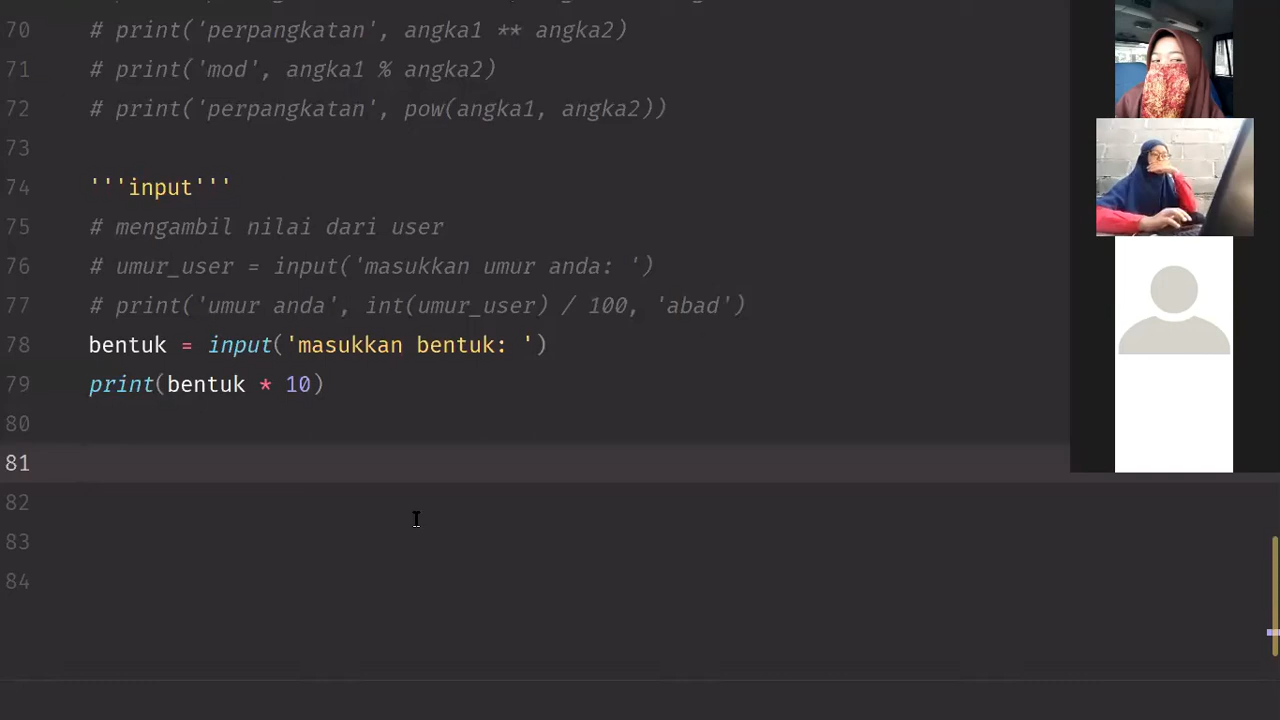 70 # print('perpangkatan', angka1 ** angka2)
71 # print('mod', angka1 % angka2)
72 # print('perpangkatan', pow(angka1, angka2))
73
74 '''input'''
75 # mengambil nilai dari user
76 # umur_user = input('masukkan umur anda: ')
77 # print('umur anda', int(umur_user) / 100, 'abad')
78 bentuk = input('masukkan bentuk: ')
79 print(bentuk * 10)
80
81
82
83
84